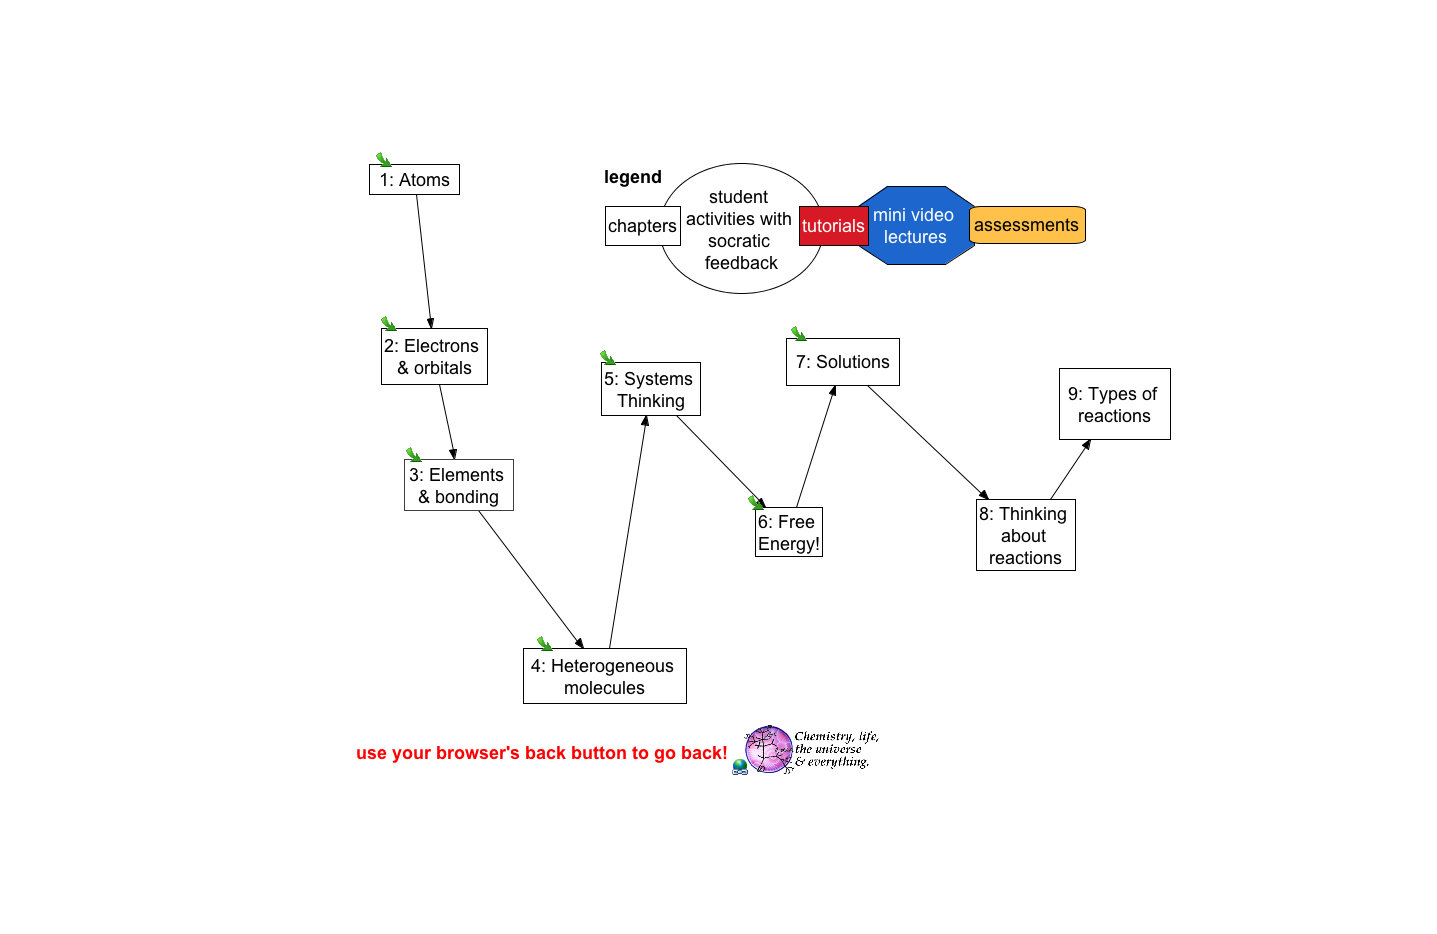 1: Atoms
legend
chapters
student
activities with
socratic
feedback
tutorials
mini video
lectures
assessments
2: Electrons
& orbitals
3: Elements
& bonding
4: Heterogeneous
molecules
5: Systems
Thinking
6: Free
Energy!
7: Solutions
8: Thinking
about
reactions
9: Types of
reactions
use your browser's back button to go back!
Chemistry, life,
the universe
& everything.